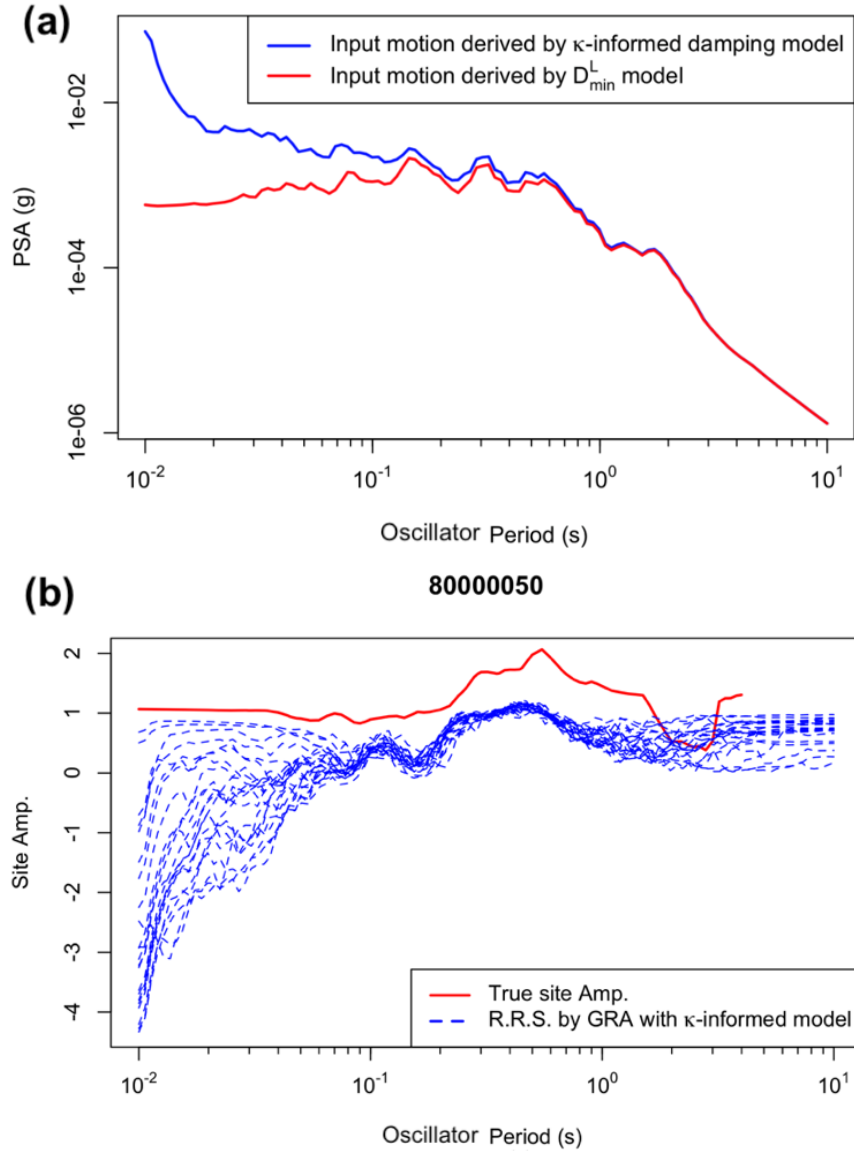 (a)
Input motion derived by κ-informed damping model
Input motion derived by D_min^L model
PSA (g)
1e-02
1e-04
1e-06
10^-2
10^-1
10^0
10^1
Oscillator Period (s)
(b)
80000050
Site Amp.
2
1
0
-1
-2
-3
-4
True site Amp.
R.R.S. by GRA with κ-informed model
10^-2
10^-1
10^0
10^1
Oscillator Period (s)